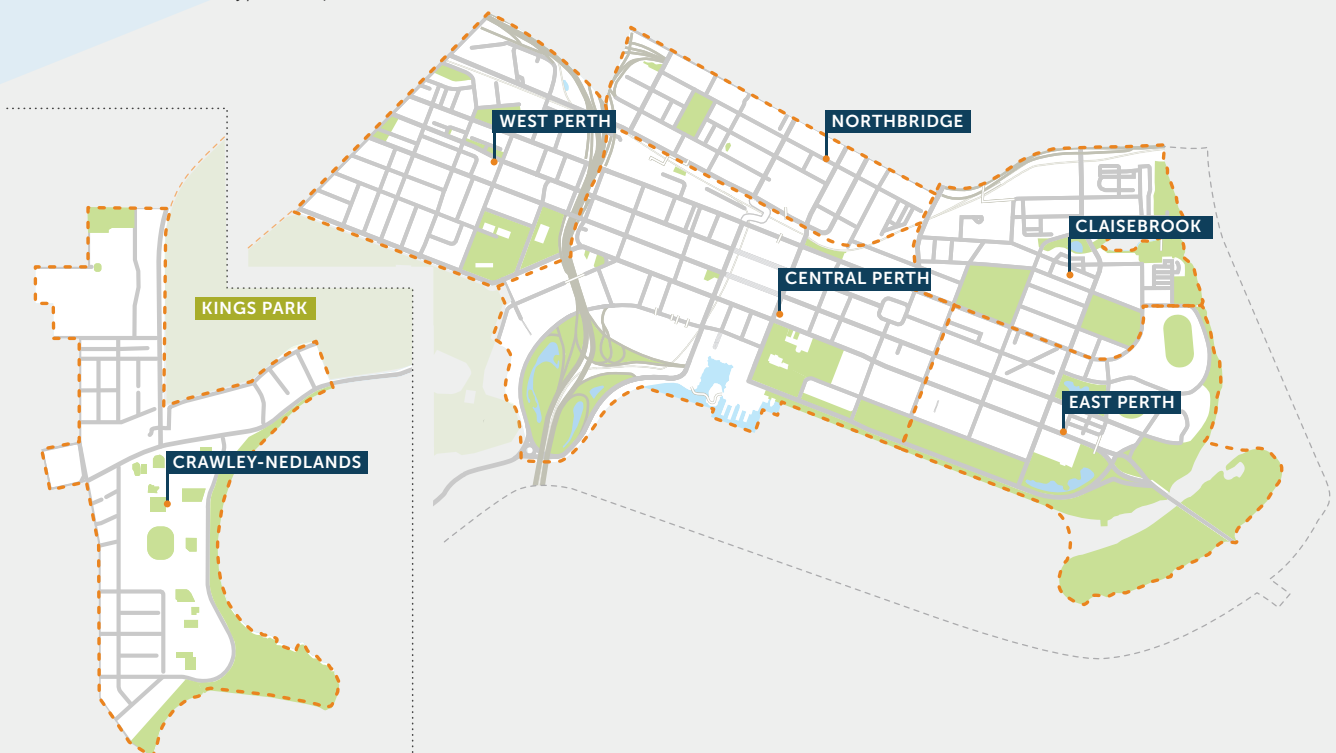 WEST PERTH
NORTHBRIDGE
CLAISEBROOK
CENTRAL PERTH
KINGS PARK
EAST PERTH
CRAWLEY-NEDLANDS